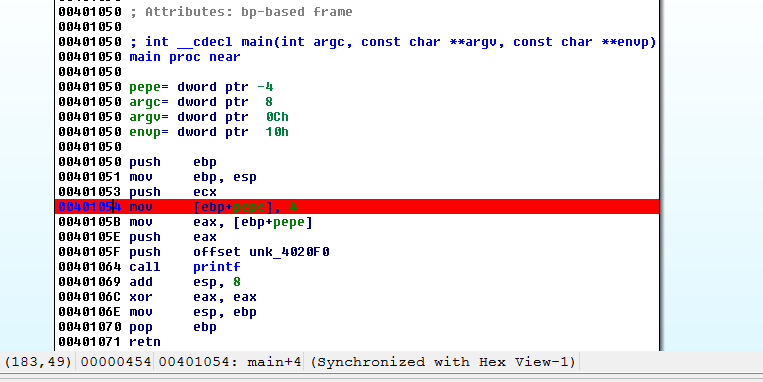 00401050
00401050 ; Attributes: bp-based frame
00401050
00401050 ; int __cdecl main(int argc, const char **argv, const char **envp)
00401050 main proc near
00401050
00401050 pepe= dword ptr -4
00401050 argc= dword ptr  8
00401050 argv= dword ptr  0Ch
00401050 envp= dword ptr  10h
00401050
00401050 push    ebp
00401051 mov     ebp, esp
00401053 push    ecx
00401054 mov     [ebp+pepe], 4
0040105B mov     eax, [ebp+pepe]
0040105E push    eax
0040105F push    offset unk_4020F0
00401064 call    printf
00401069 add     esp, 8
0040106C xor     eax, eax
0040106E mov     esp, ebp
00401070 pop     ebp
00401071 retn
(183,49) 00000454 00401054: main+4 (Synchronized with Hex View-1)